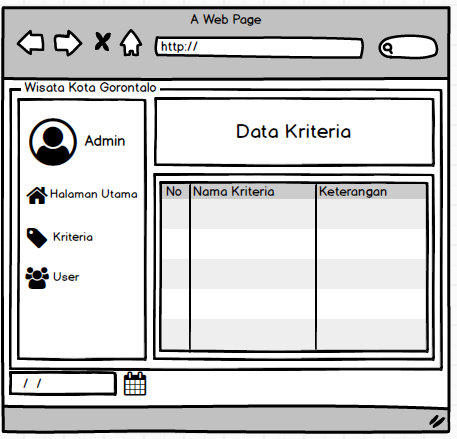 A Web Page
http://
Wisata Kota Gorontalo
Admin
Halaman Utama
Kriteria
User
Data Kriteria
No Nama Kriteria Keterangan
/ /